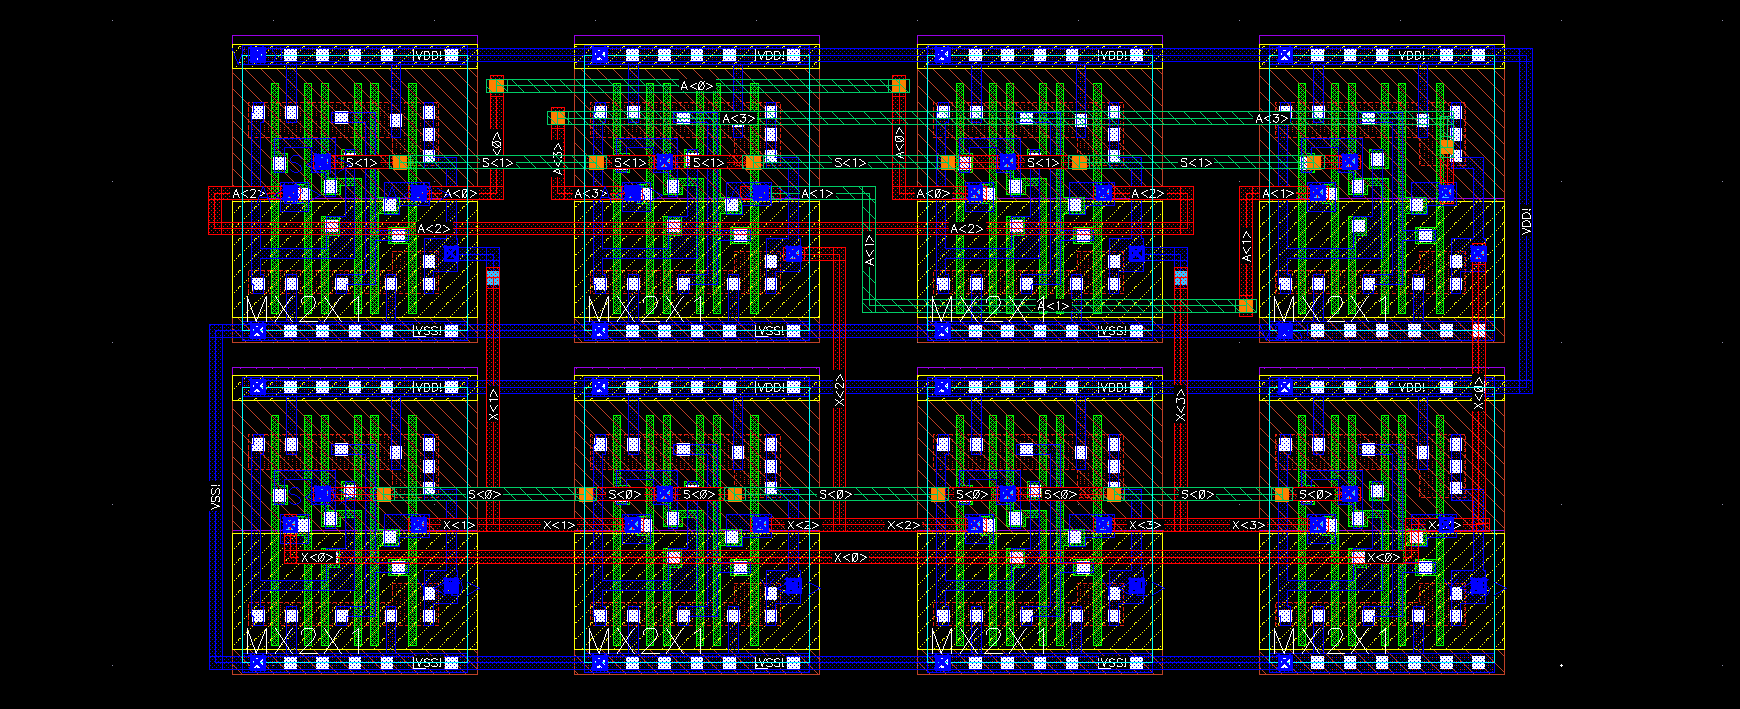 VDD! VDD! VDD! VDD!
A<0>
A<3> A<3>
S<1> S<1> S<1> S<1> S<1> S<1> S<1>
A<0> A<3> A<0>
A<2> A<0> A<3> A<1> A<0> A<2> A<1>
A<2> A<2>
VDD!
A<1> A<1>
A<1>
MX2X1 MX2X1 MX2X1 MX2X1
VSS! VSS! VSS!
VDD! VDD! VDD! VDD!
X<1> X<2> X<3> X<0>
VSS!
S<0> S<0> S<0> S<0> S<0> S<0> S<0>
X<1> X<1> X<2> X<2> X<3> X<3>
X<0> X<0> X<0>
MX2X1 MX2X1 MX2X1 MX2X1
VSS! VSS! VSS!